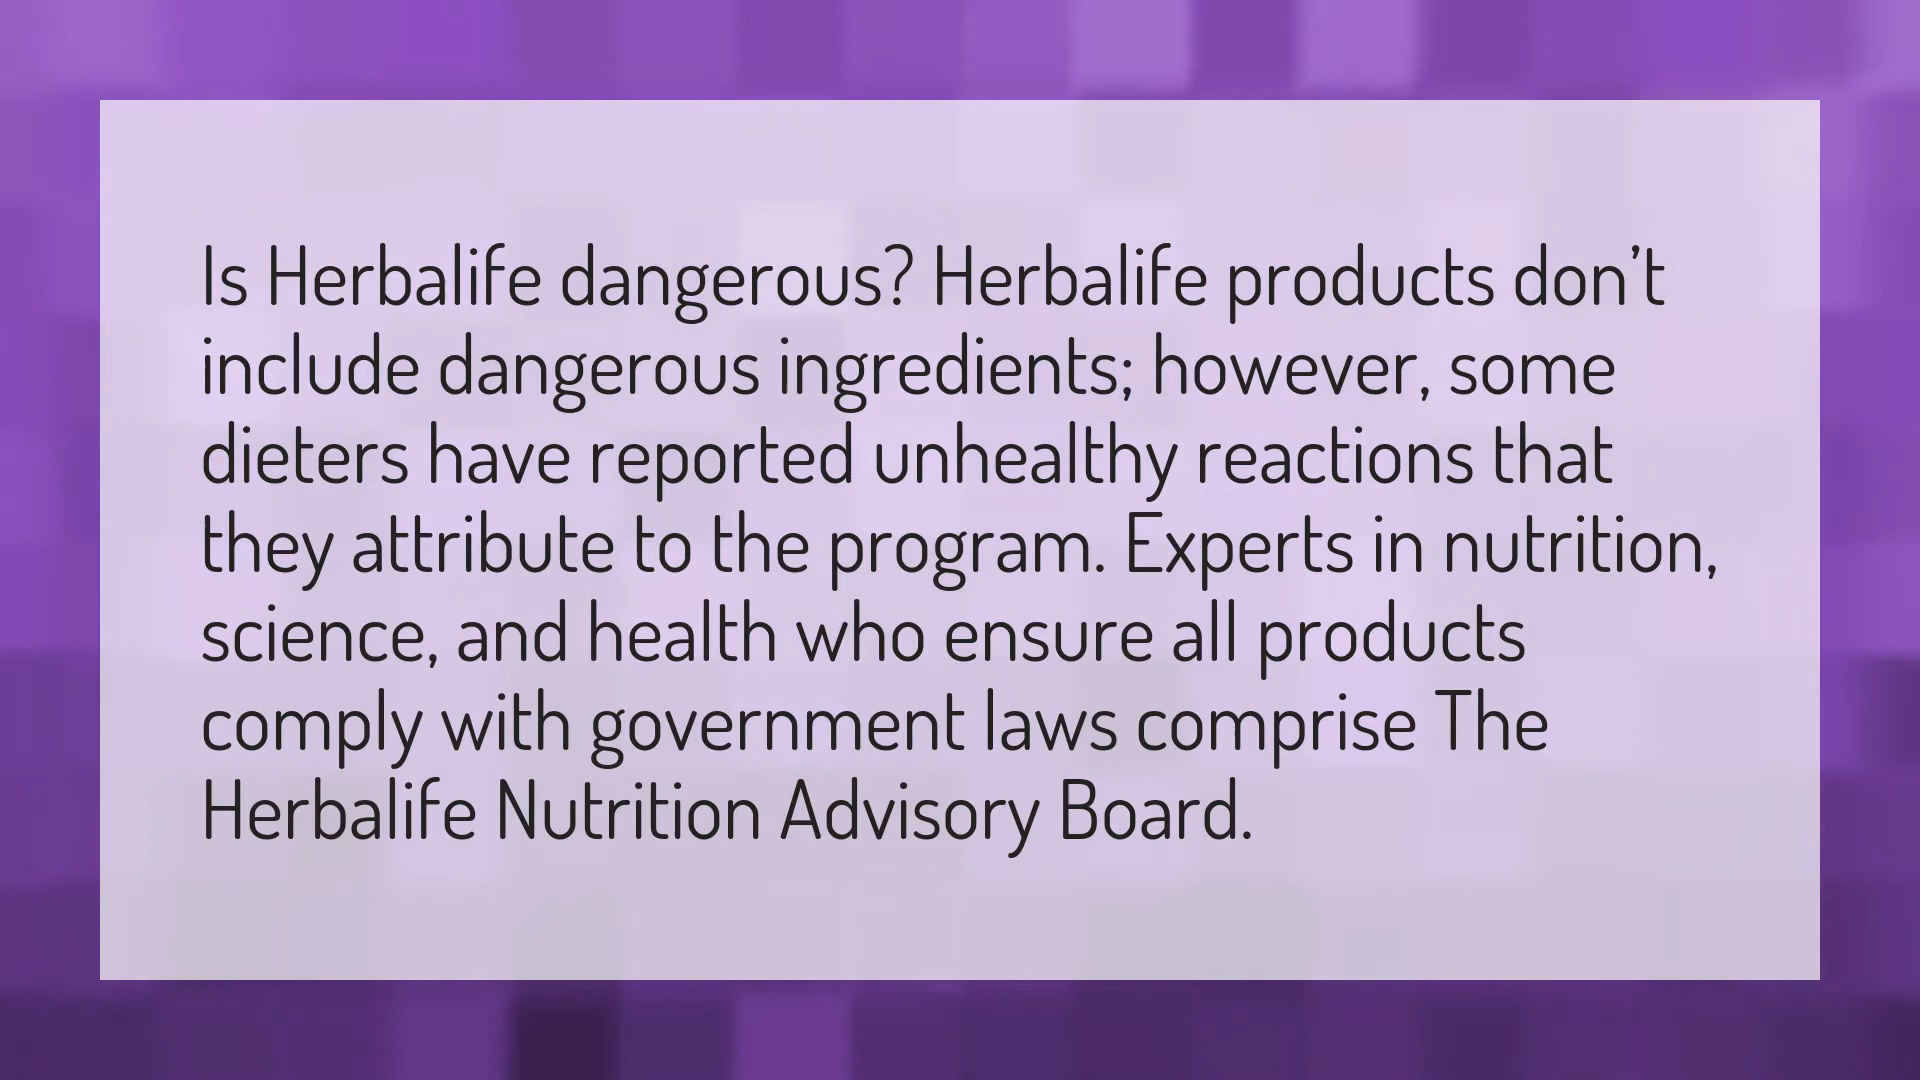 Is Herbalife dangerous? Herbalife products don’t
include dangerous ingredients; however, some
dieters have reported unhealthy reactions that
they attribute to the program. Experts in nutrition,
science, and health who ensure all products
comply with government laws comprise The
Herbalife Nutrition Advisory Board.